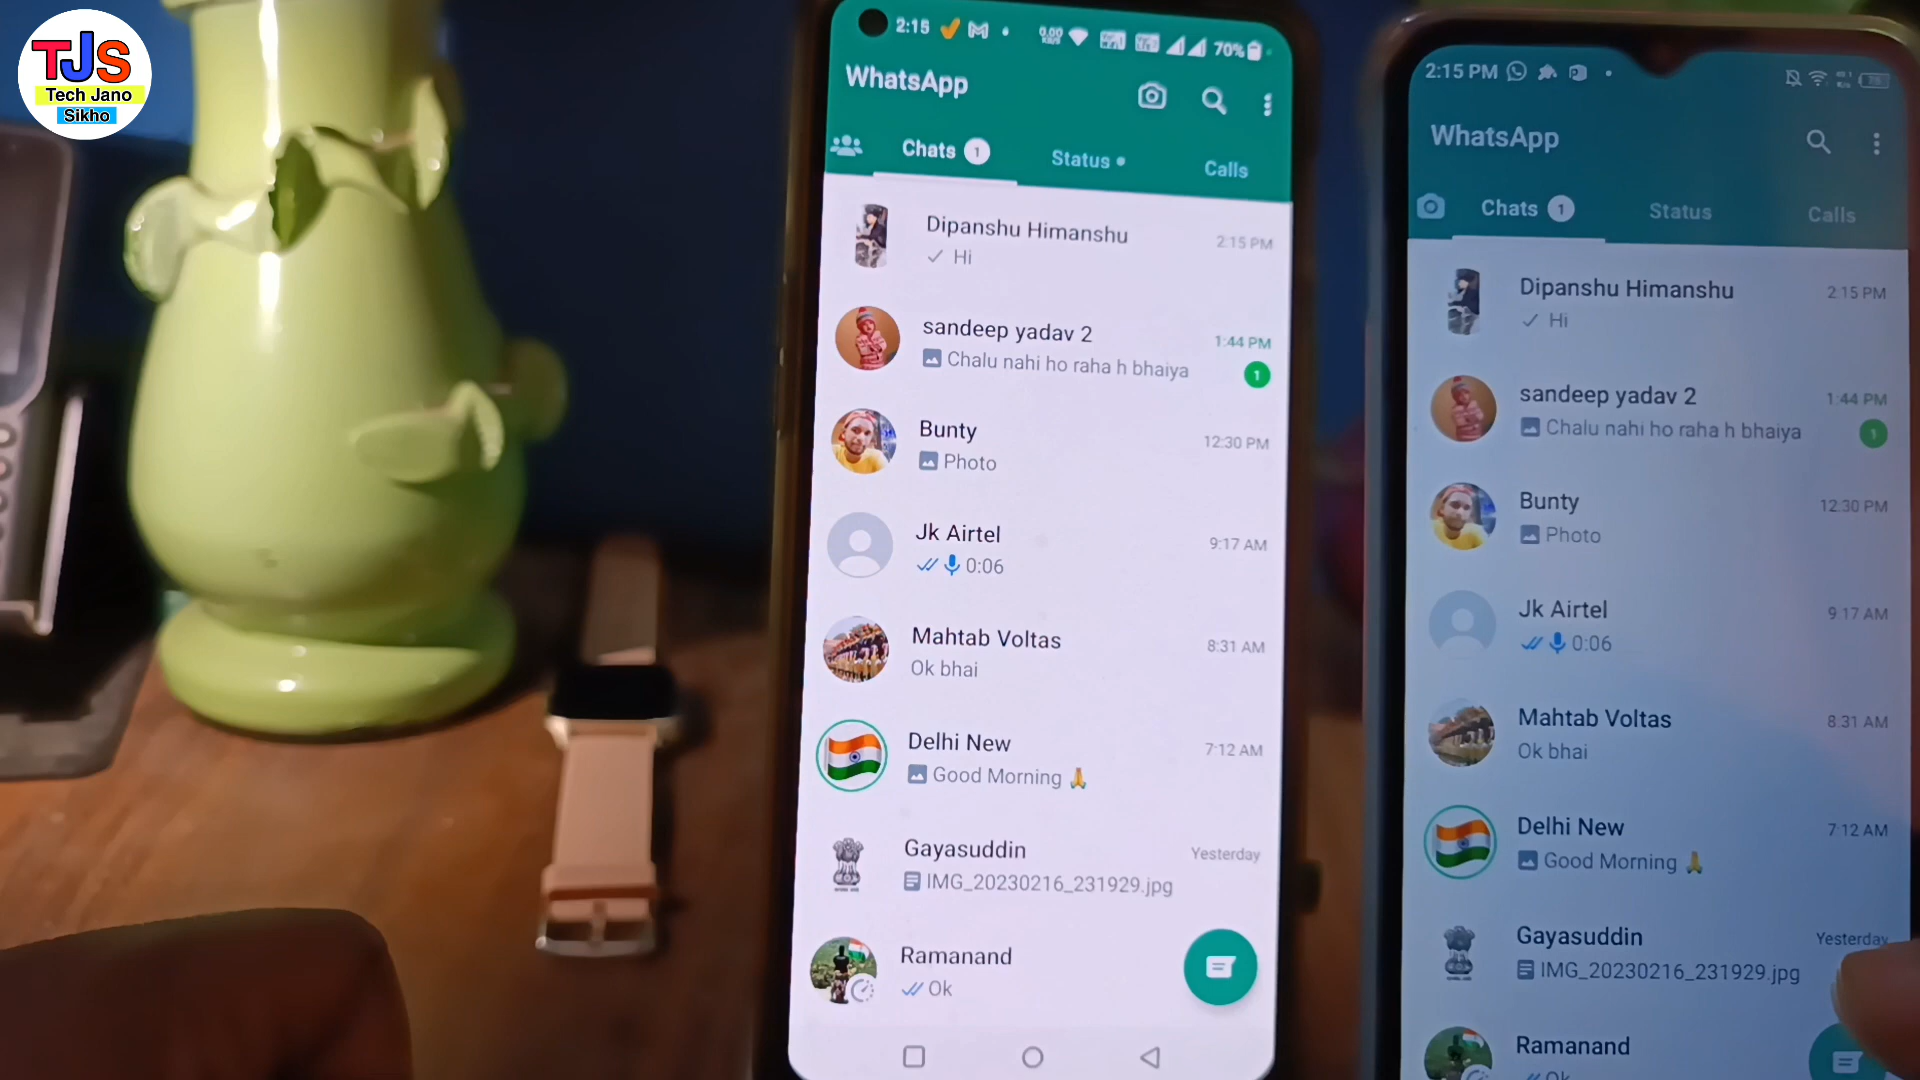 TJS
Tech Jano
Sikho
2:15
70%
WhatsApp
Chats 1
Status
Calls
Dipanshu Himanshu
2:15 PM
Hi
sandeep yadav 2
1:44 PM
Chalu nahi ho raha h bhaiya
1
Bunty
12:30 PM
Photo
Jk Airtel
9:17 AM
0:06
Mahtab Voltas
8:31 AM
Ok bhai
Delhi New
7:12 AM
Good Morning 🙏
Gayasuddin
Yesterday
IMG_20230216_231929.jpg
Ramanand
Ok
2:15 PM
WhatsApp
Chats 1
Status
Calls
Dipanshu Himanshu
2:15 PM
Hi
sandeep yadav 2
1:44 PM
Chalu nahi ho raha h bhaiya
1
Bunty
12:30 PM
Photo
Jk Airtel
9:17 AM
0:06
Mahtab Voltas
8:31 AM
Ok bhai
Delhi New
7:12 AM
Good Morning 🙏
Gayasuddin
Yesterday
IMG_20230216_231929.jpg
Ramanand
Ok